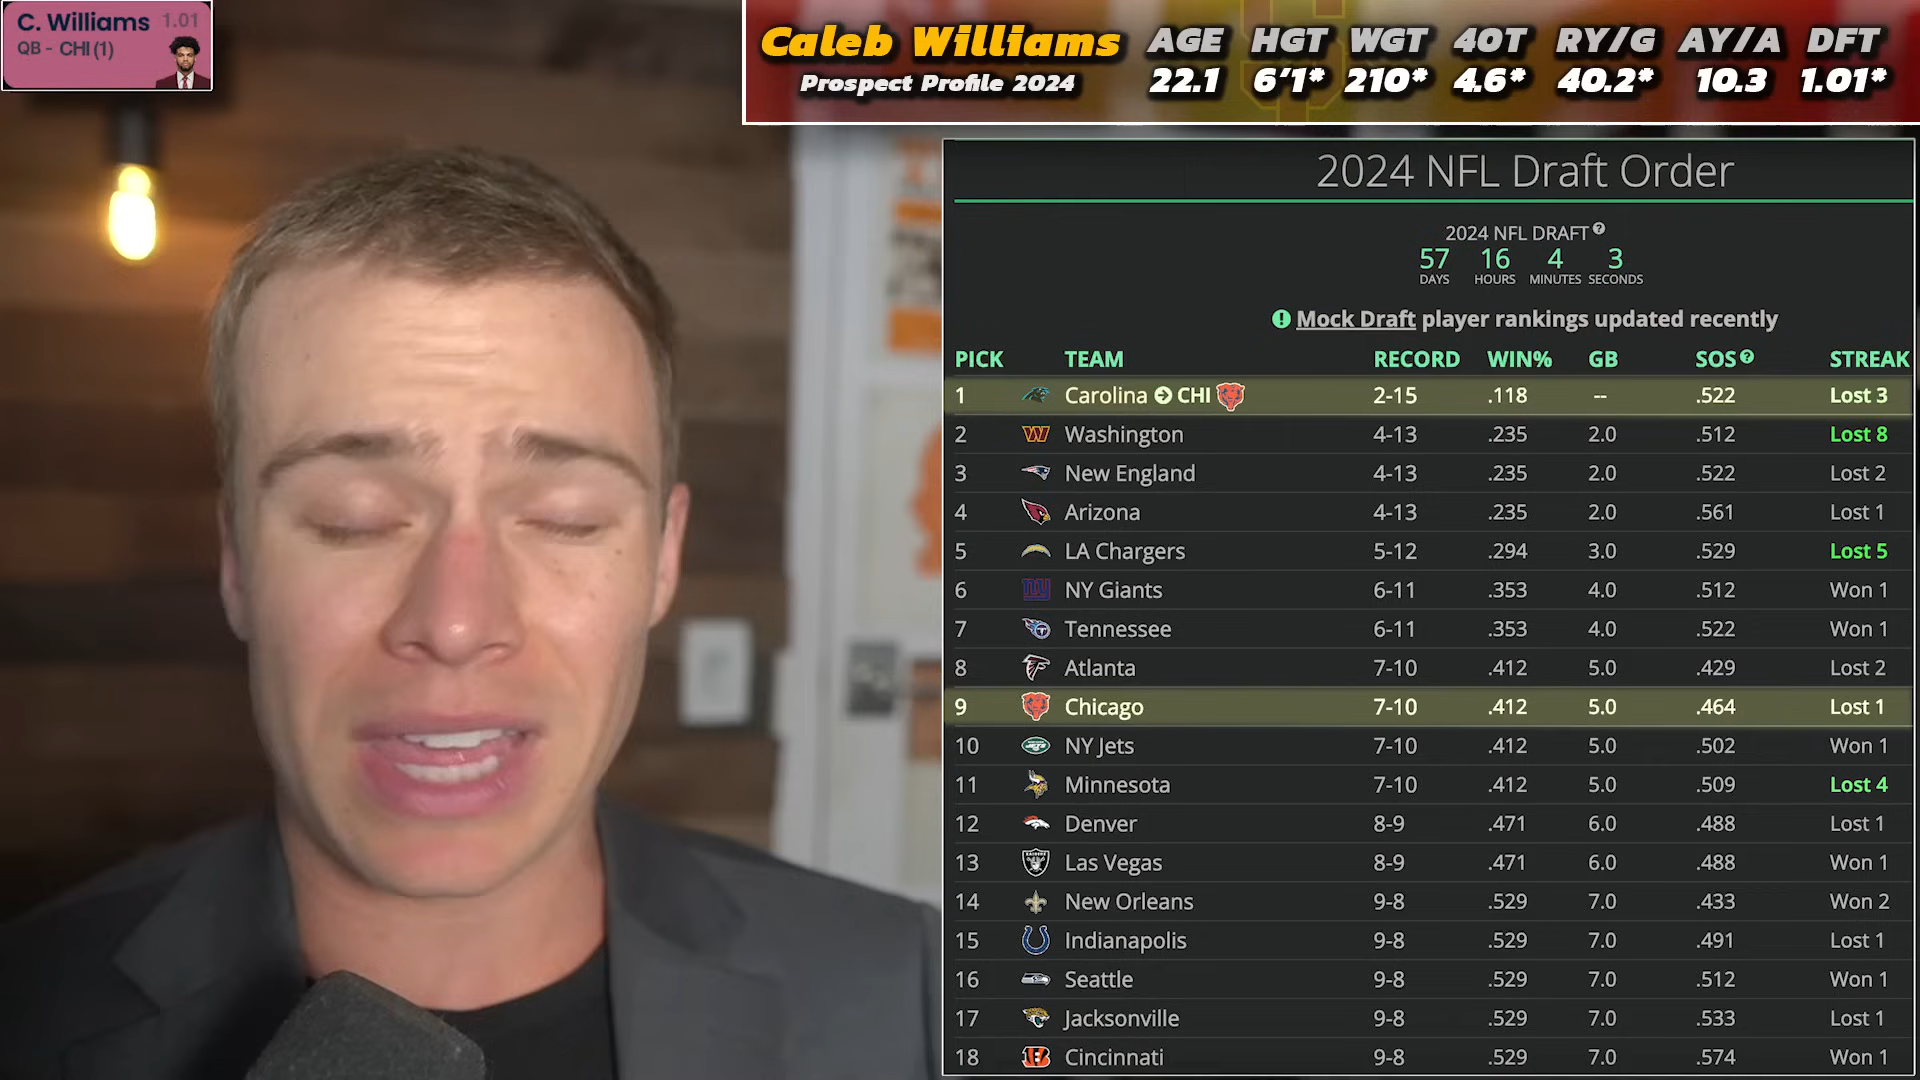 C. Williams 1.01
QB - CHI (1)
Caleb Williams
Prospect Profile 2024
AGE HGT WGT 40T RY/G AY/A DFT
22.1 6'1* 210* 4.6* 40.2* 10.3 1.01*
2024 NFL Draft Order
2024 NFL DRAFT ?
57 16 4 3
DAYS HOURS MINUTES SECONDS
! Mock Draft player rankings updated recently
PICK TEAM RECORD WIN% GB SOS ? STREAK
1 Carolina CHI 2-15 .118 -- .522 Lost 3
2 Washington 4-13 .235 2.0 .512 Lost 8
3 New England 4-13 .235 2.0 .522 Lost 2
4 Arizona 4-13 .235 2.0 .561 Lost 1
5 LA Chargers 5-12 .294 3.0 .529 Lost 5
6 NY Giants 6-11 .353 4.0 .512 Won 1
7 Tennessee 6-11 .353 4.0 .522 Won 1
8 Atlanta 7-10 .412 5.0 .429 Lost 2
9 Chicago 7-10 .412 5.0 .464 Lost 1
10 NY Jets 7-10 .412 5.0 .502 Won 1
11 Minnesota 7-10 .412 5.0 .509 Lost 4
12 Denver 8-9 .471 6.0 .488 Lost 1
13 Las Vegas 8-9 .471 6.0 .488 Won 1
14 New Orleans 9-8 .529 7.0 .433 Won 2
15 Indianapolis 9-8 .529 7.0 .491 Lost 1
16 Seattle 9-8 .529 7.0 .512 Won 1
17 Jacksonville 9-8 .529 7.0 .533 Lost 1
18 Cincinnati 9-8 .529 7.0 .574 Won 1